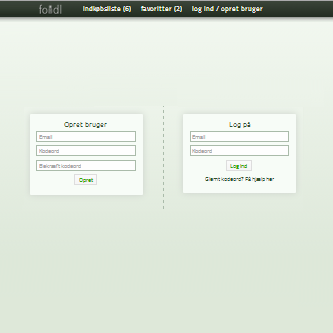 indkøbsliste (6) favoritter (2) log ind / opret bruger
Opret bruger
Email
Kodeord
Bekræft kodeord
Opret
Log på
Email
Kodeord
Log ind
Glemt kodeord? Få hjælp her